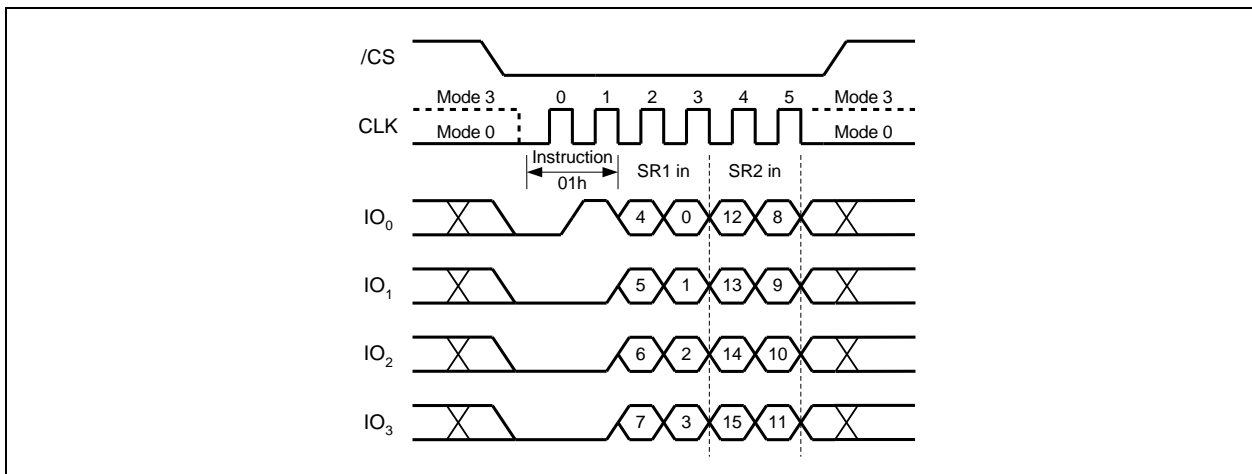 /CS
Mode 3 0 1 2 3 4 5 Mode 3
CLK Mode 0 Mode 0
Instruction SR1 in SR2 in
01h
IO0 4 0 12 8
IO1 5 1 13 9
IO2 6 2 14 10
IO3 7 3 15 11